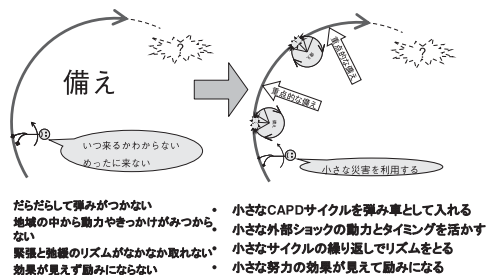 ?
備え
いつ来るかわからない
めったに来ない
?
重点的な備え
重点的な備え
小さな災害を利用する
だらだらして弾みがつかない
地域の中から動力やきっかけがみつから
ない
緊張と弛緩のリズムがなかなか取れない
効果が見えず励みにならない
• 小さなCAPDサイクルを弾み車として入れる
• 小さな外部ショックの動力とタイミングを活かす
• 小さなサイクルの繰り返しでリズムをとる
• 小さな努力の効果が見えて励みになる